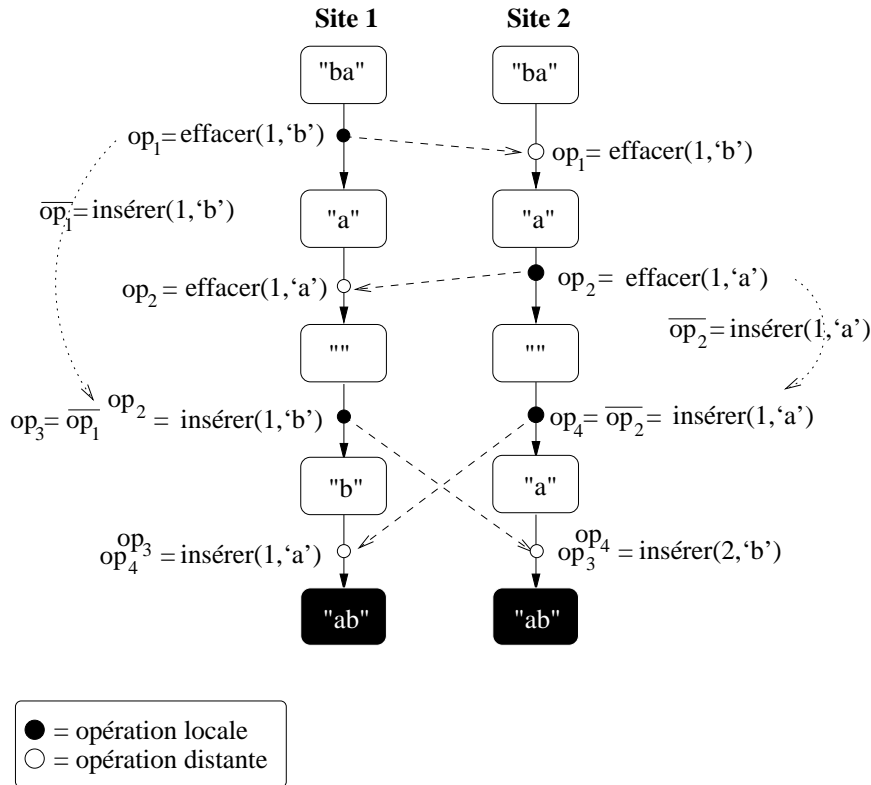 Site 1 Site 2
"ba" "ba"
op1= effacer(1,‘b’) op1= effacer(1,‘b’)
op1=insérer(1,‘b’) "a" "a"
op2= effacer(1,‘a’) op2= effacer(1,‘a’)
"" "" op2= insérer(1,‘a’)
op3= op1 op2 = insérer(1,‘b’) op4= op2= insérer(1,‘a’)
"b" "a"
op4 op3 = insérer(1,‘a’) op3 op4 = insérer(2,‘b’)
"ab" "ab"
= opération locale
= opération distante